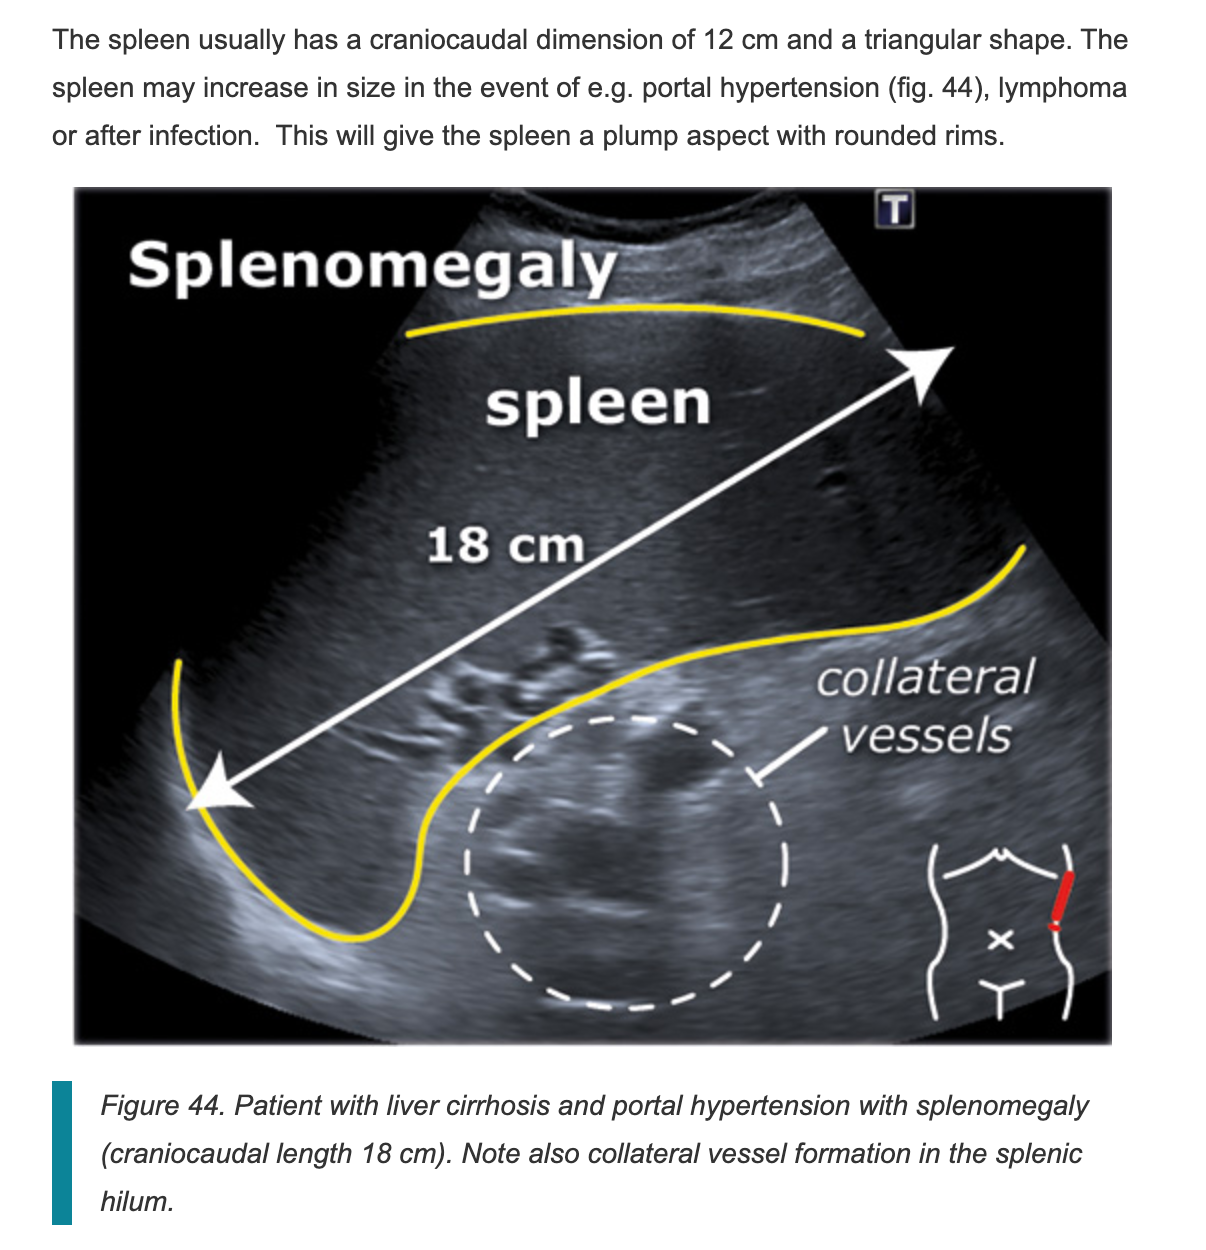 The spleen usually has a craniocaudal dimension of 12 cm and a triangular shape. The
spleen may increase in size in the event of e.g. portal hypertension (fig. 44), lymphoma
or after infection.  This will give the spleen a plump aspect with rounded rims.
T
Splenomegaly
spleen
18 cm
collateral
vessels
Figure 44. Patient with liver cirrhosis and portal hypertension with splenomegaly
(craniocaudal length 18 cm). Note also collateral vessel formation in the splenic
hilum.